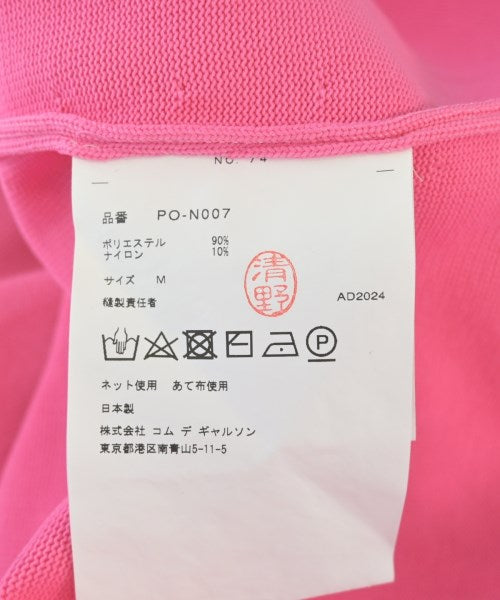 NO. 74
品番 PO-N007
ポリエステル 90%
ナイロン 10%
サイズ M
縫製責任者
清野
AD2024
P
ネット使用 あて布使用
日本製
株式会社 コム デ ギャルソン
東京都港区南青山5-11-5